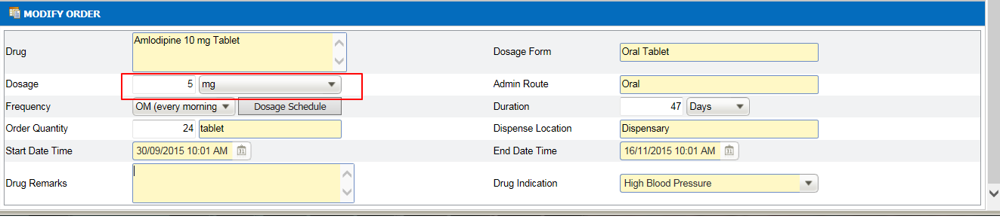 MODIFY ORDER
Drug Amlodipine 10 mg Tablet Dosage Form Oral Tablet
Dosage 5 mg Admin Route Oral
Frequency OM (every morning Dosage Schedule Duration 47 Days
Order Quantity 24 tablet Dispense Location Dispensary
Start Date Time 30/09/2015 10:01 AM 31 End Date Time 16/11/2015 10:01 AM 31
Drug Remarks Drug Indication High Blood Pressure